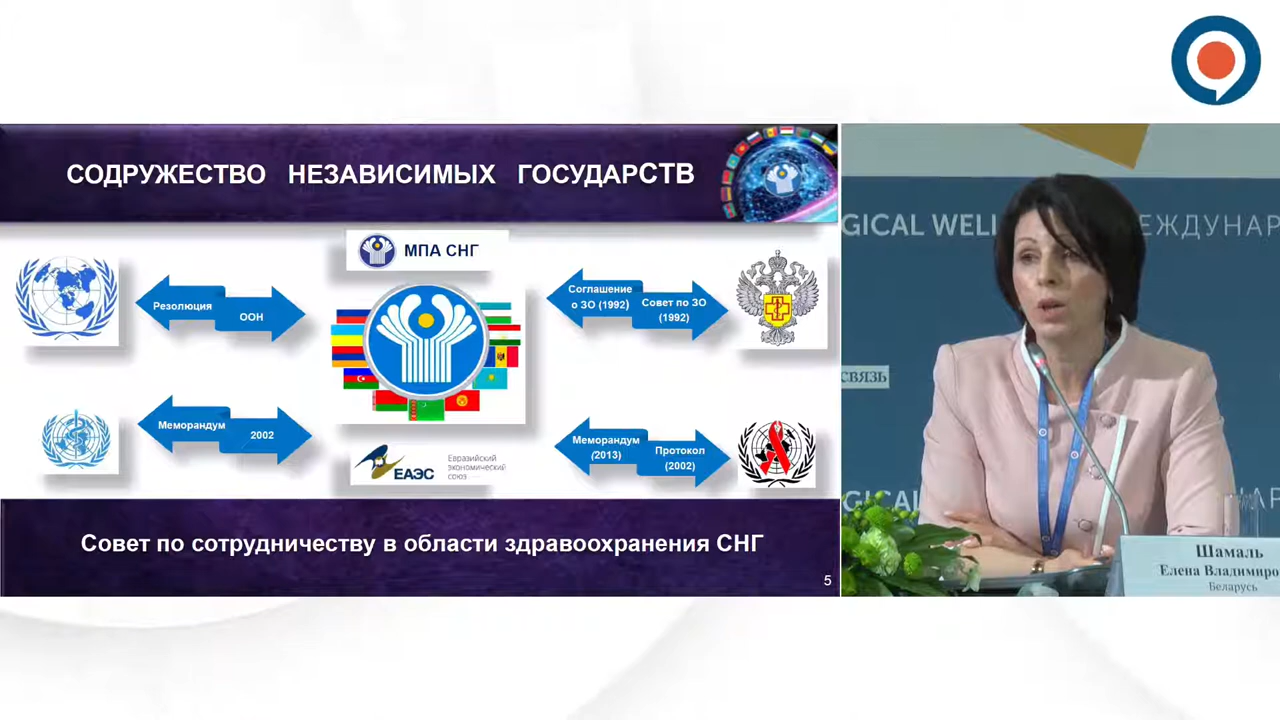 СОДРУЖЕСТВО НЕЗАВИСИМЫХ ГОСУДАРСТВ
МПА СНГ
Резолюция
ООН
Соглашение
о ЗО (1992)
Совет по ЗО
(1992)
Меморандум
2002
ЕАЭС
Евразийский
экономический
союз
Меморандум
(2013)
Протокол
(2002)
Совет по сотрудничеству в области здравоохранения СНГ
5
GICAL WELL
ЕЖДУНАР
СВЯЗЬ
GICAL
Шамаль
Елена Владимиро
Беларусь